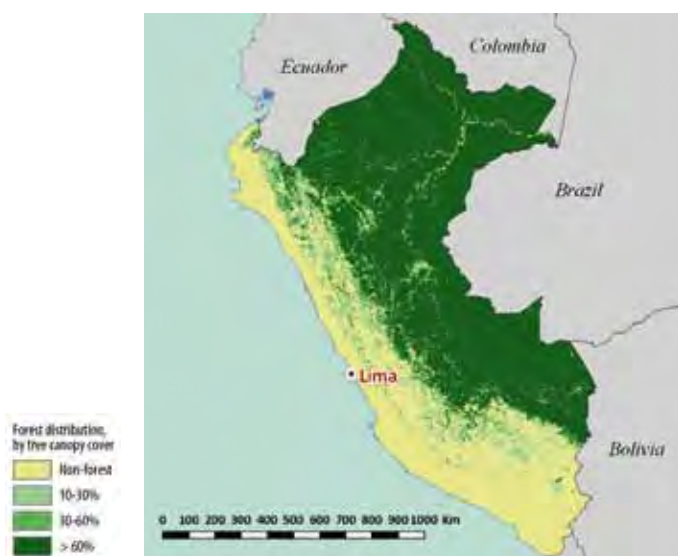 Colombia
Ecuador
Brazil
Lima
Bolivia
Forest distribution,
by tree canopy cover
Non-forest
10-30%
30-60%
> 60%
0 100 200 300 400 500 600 700 800 900 1000 Km